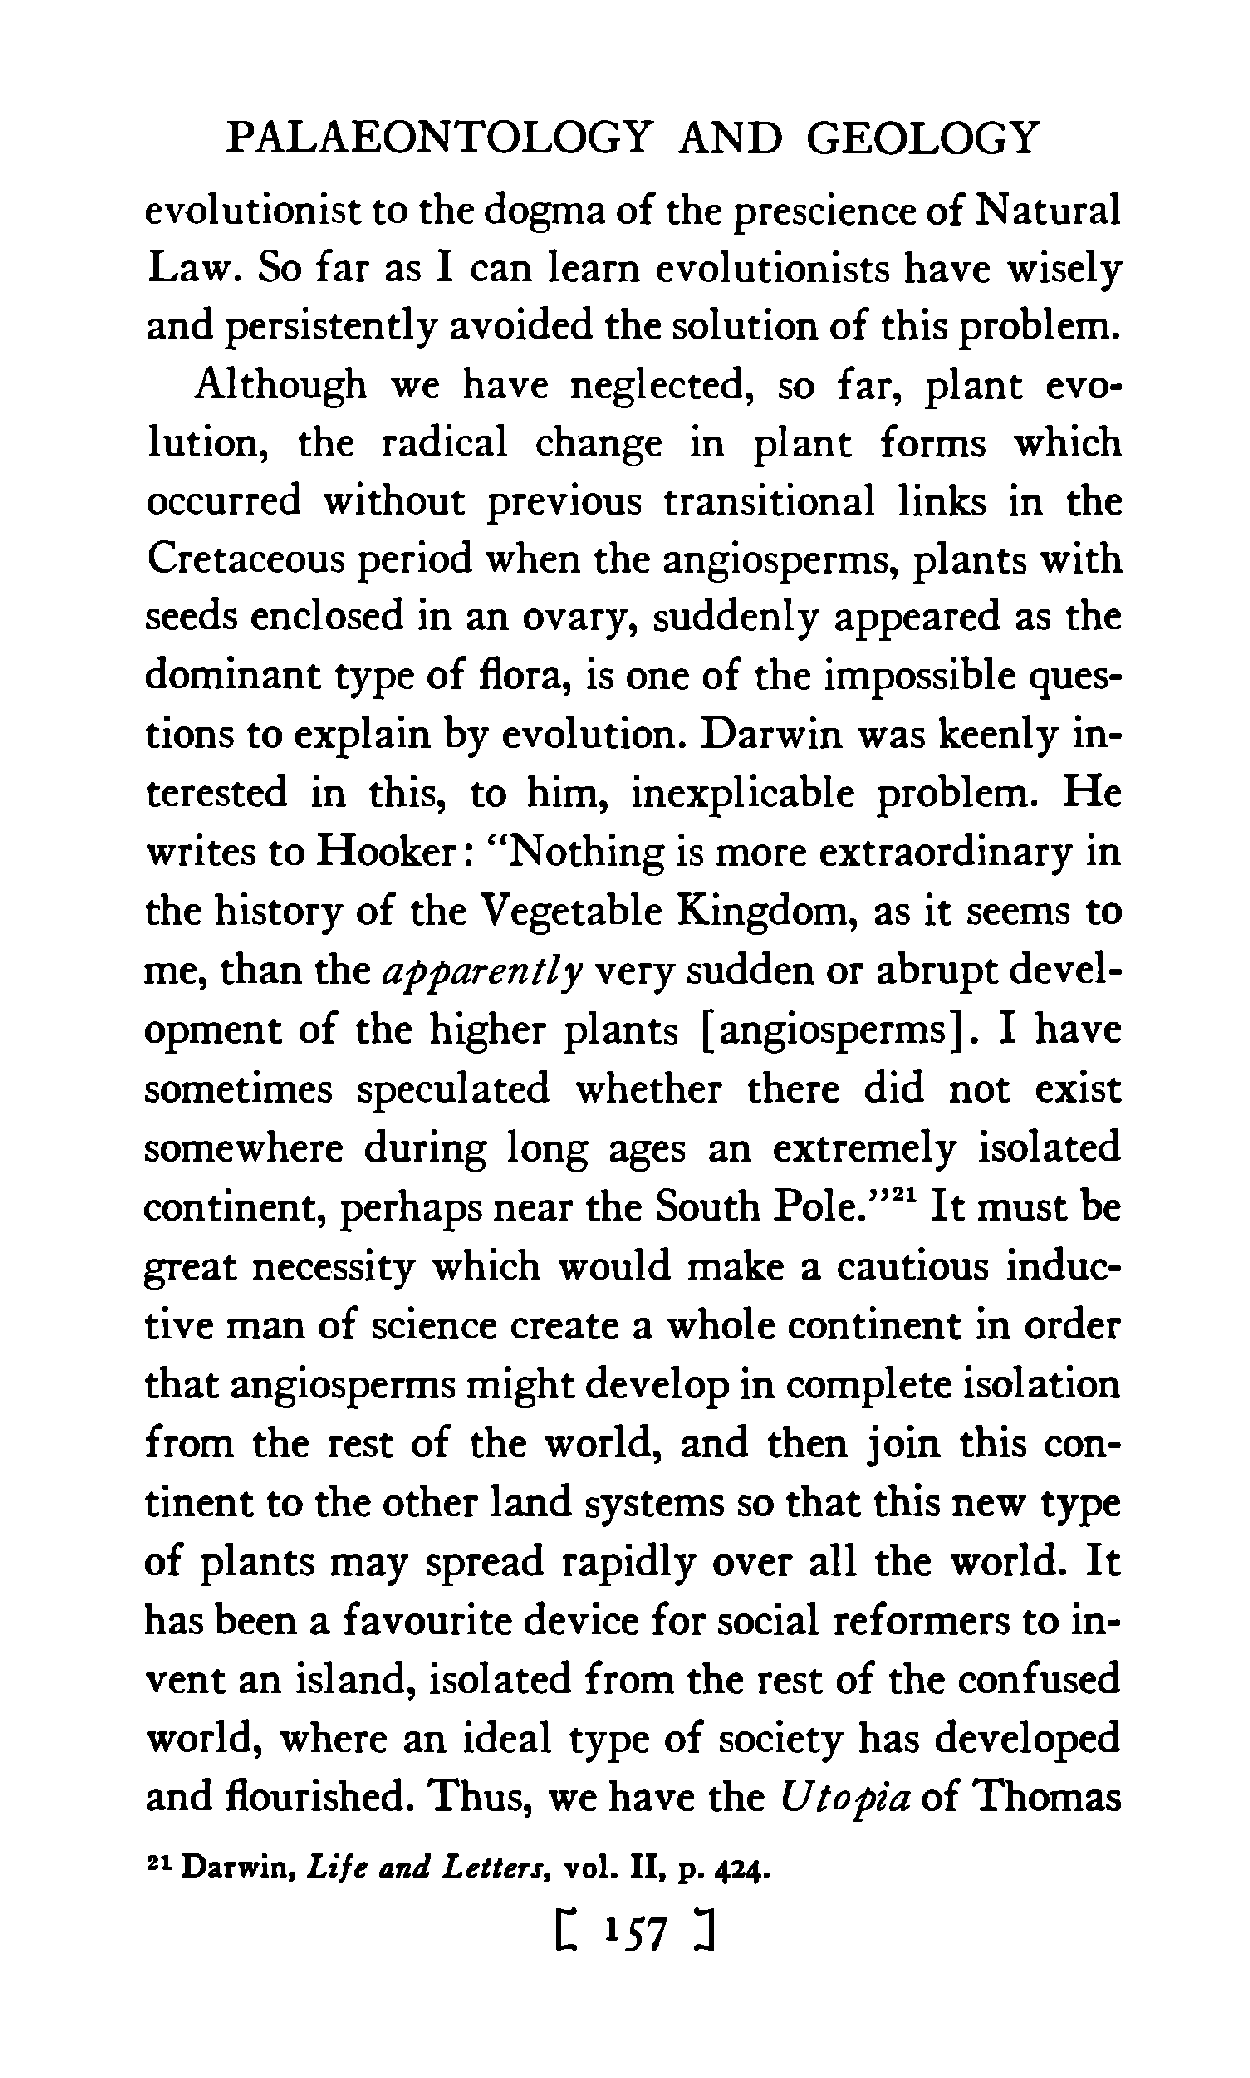 PALAEONTOLOGY AND GEOLOGY
evolutionist to the dogma of the prescience of Natural
Law. So far as I can learn evolutionists have wisely
and persistently avoided the solution of this problem.
Although we have neglected, so far, plant evo-
lution, the radical change in plant forms which
occurred without previous transitional links in the
Cretaceous period when the angiosperms, plants with
seeds enclosed in an ovary, suddenly appeared as the
dominant type of flora, is one of the impossible ques-
tions to explain by evolution. Darwin was keenly in-
terested in this, to him, inexplicable problem. He
writes to Hooker: “Nothing is more extraordinary in
the history of the Vegetable Kingdom, as it seems to
me, than the apparently very sudden or abrupt devel-
opment of the higher plants [angiosperms]. I have
sometimes speculated whether there did not exist
somewhere during long ages an extremely isolated
continent, perhaps near the South Pole.”²¹ It must be
great necessity which would make a cautious induc-
tive man of science create a whole continent in order
that angiosperms might develop in complete isolation
from the rest of the world, and then join this con-
tinent to the other land systems so that this new type
of plants may spread rapidly over all the world. It
has been a favourite device for social reformers to in-
vent an island, isolated from the rest of the confused
world, where an ideal type of society has developed
and flourished. Thus, we have the Utopia of Thomas
²¹ Darwin, Life and Letters, vol. II, p. 424.
[ 157 ]